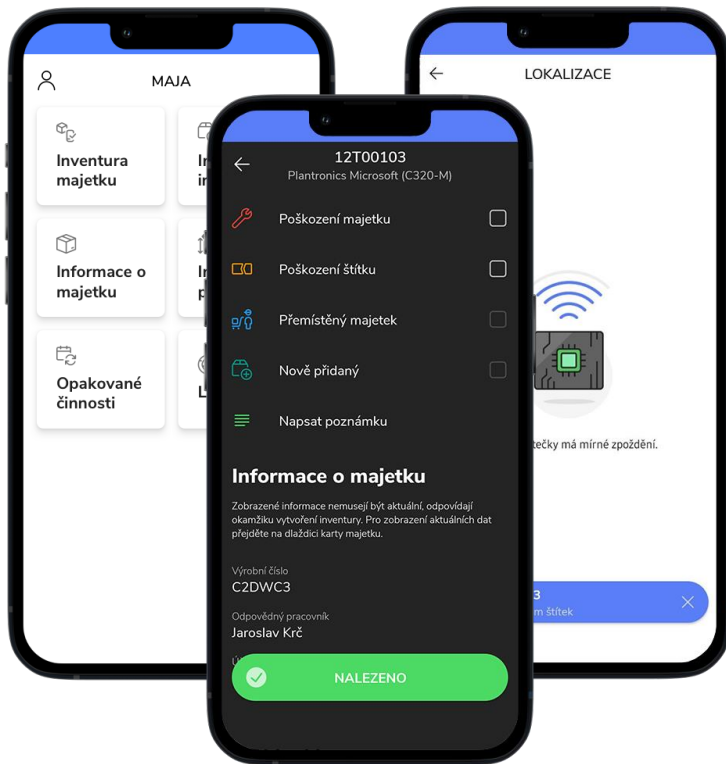 MAJA
Inventura
majetku
Informace o
majetku
Opakované
činnosti
12T00103
Plantronics Microsoft (C320-M)
Poškození majetku
Poškození štítku
Přemístěný majetek
Nově přidaný
Napsat poznámku
Informace o majetku
Zobrazené informace nemusejí být aktuální, odpovídají
okamžiku vytvoření inventury. Pro zobrazení aktuálních dat
přejděte na dlaždici karty majetku.
Výrobní číslo
C2DWC3
Odpovědný pracovník
Jaroslav Krč
NALEZENO
LOKALIZACE
má mírné zpoždění.
3
štítek